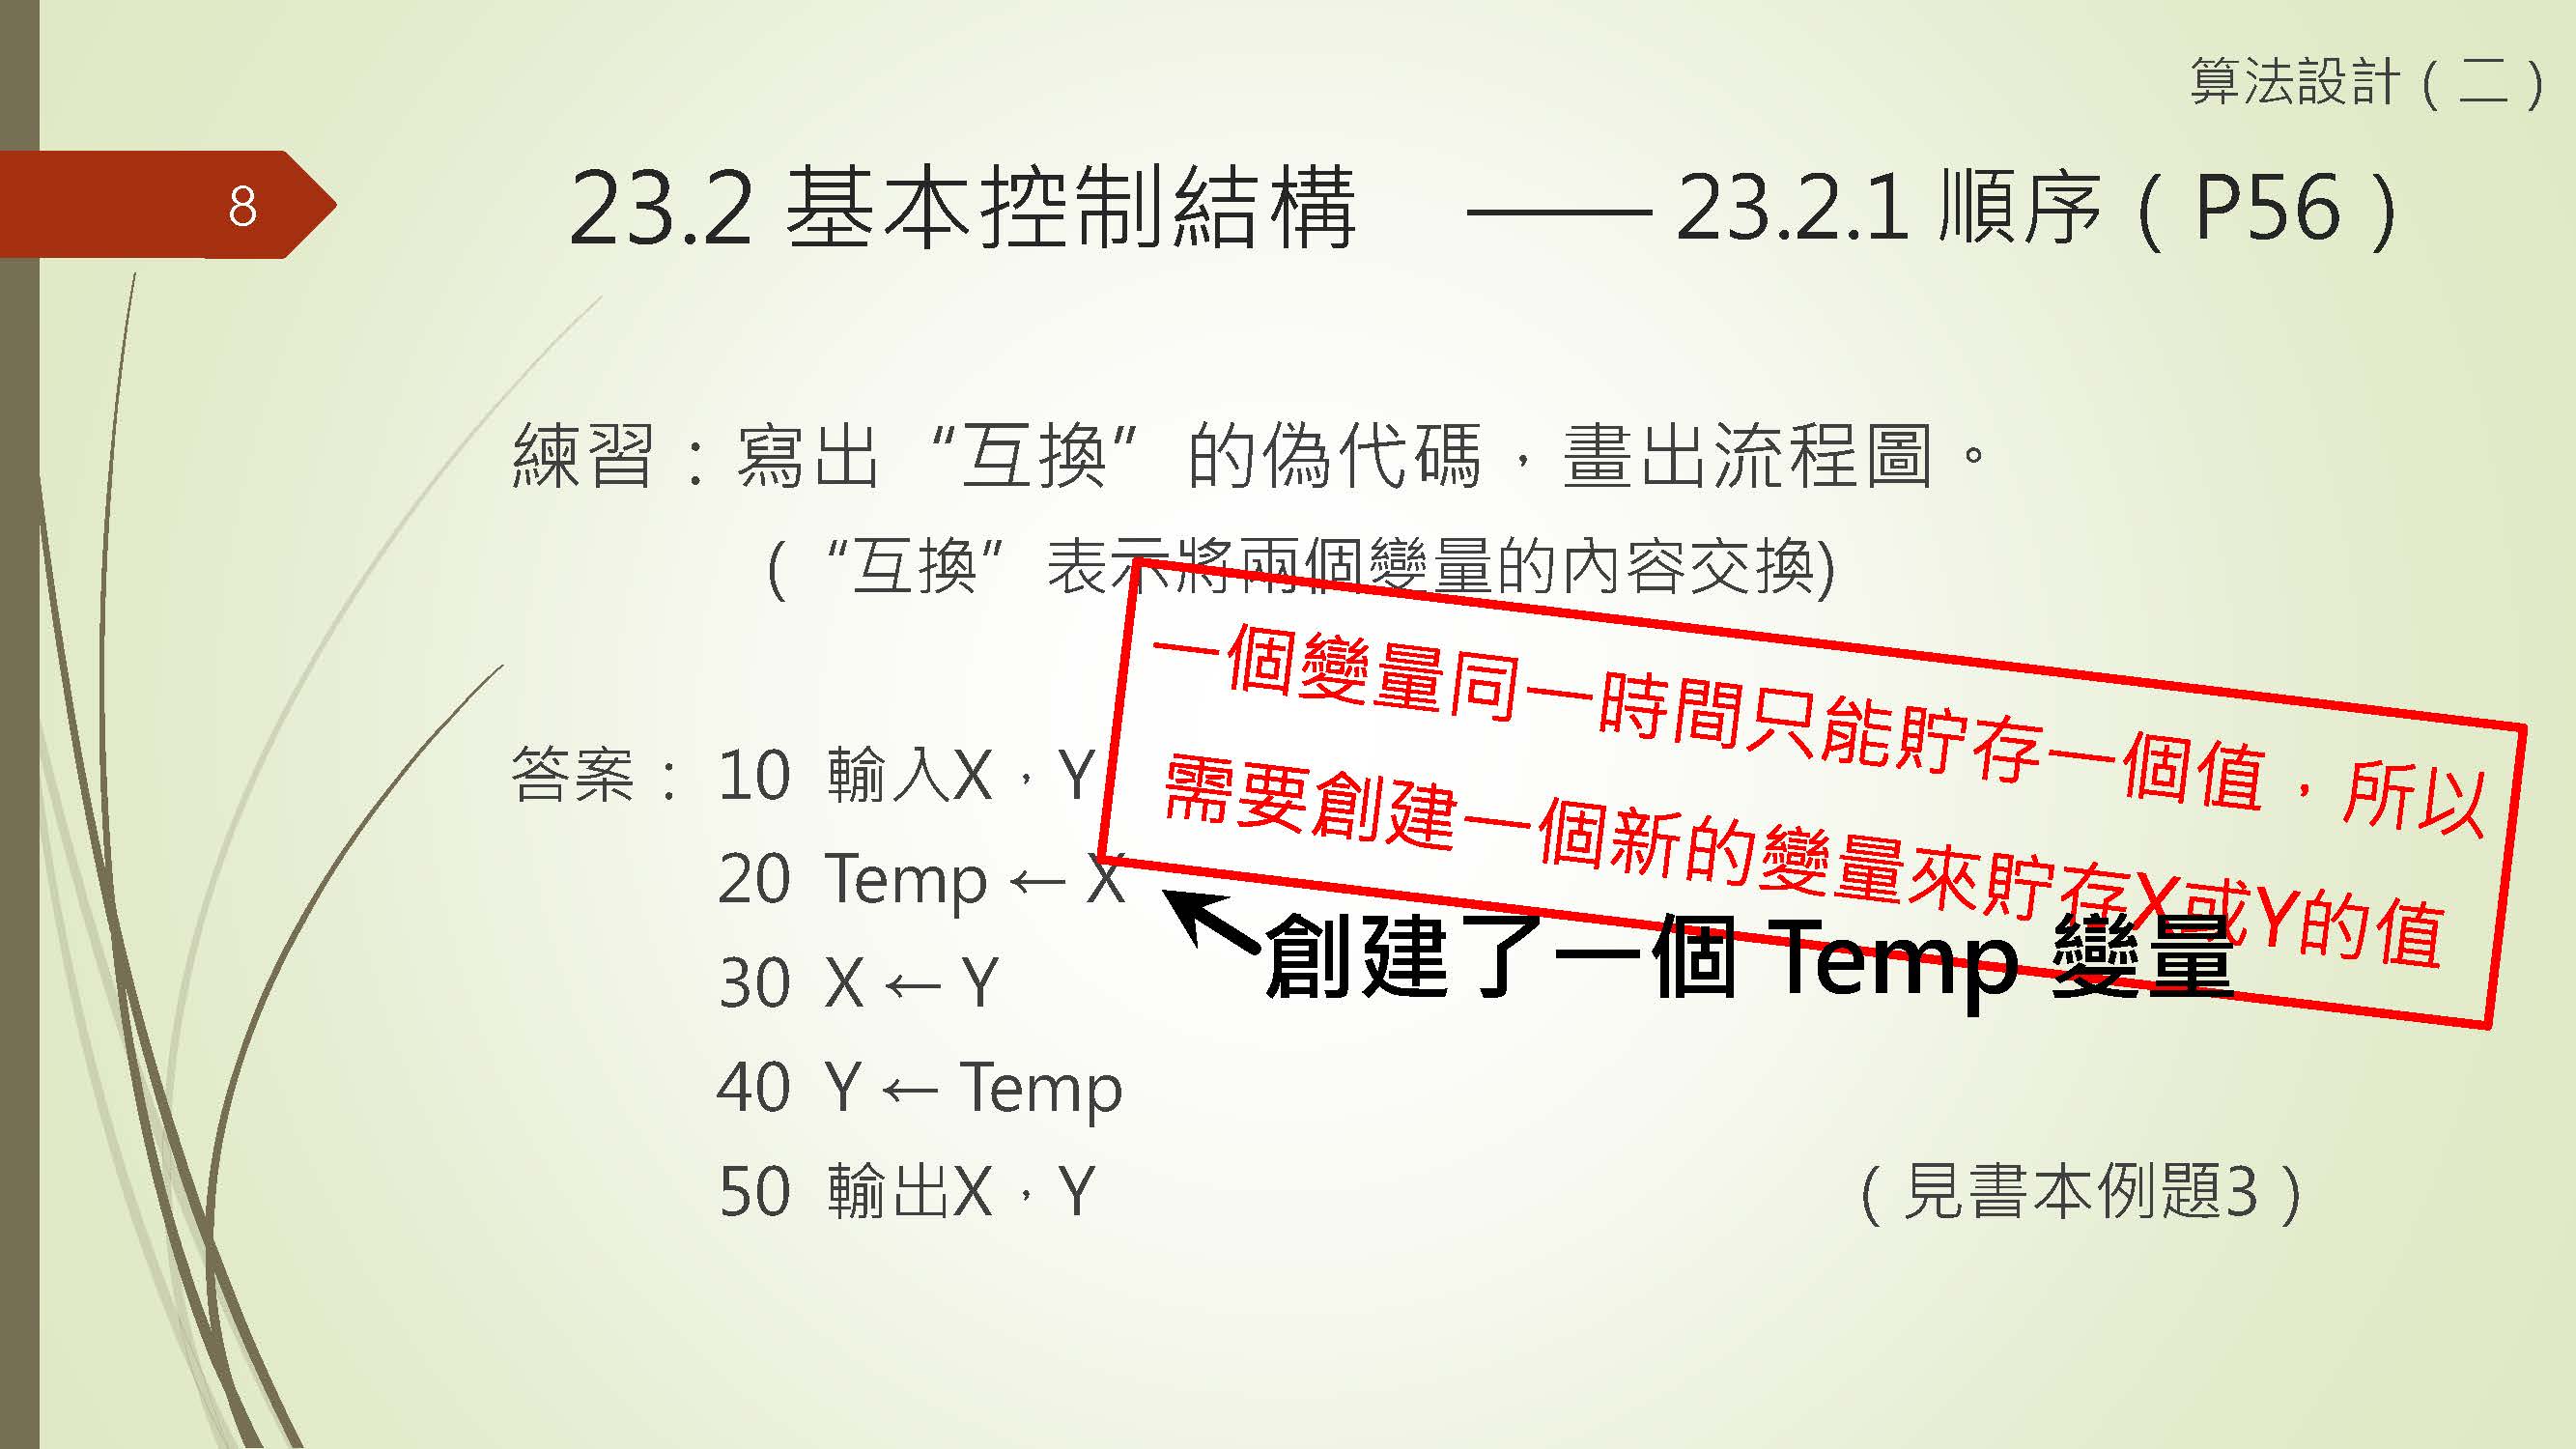 算法設計（二）
8
23.2 基本控制結構 —— 23.2.1 順序（P56）
練習：寫出“互換”的偽代碼，畫出流程圖。
(“互換”表示將兩個變量的內容交換)
一個變量同一時間只能貯存一個值，所以
需要創建一個新的變量來貯存X或Y的值
答案： 10 輸入X，Y
20 Temp ← X
創建了一個 Temp 變量
30 X ← Y
40 Y ← Temp
50 輸出X，Y
（見書本例題3）